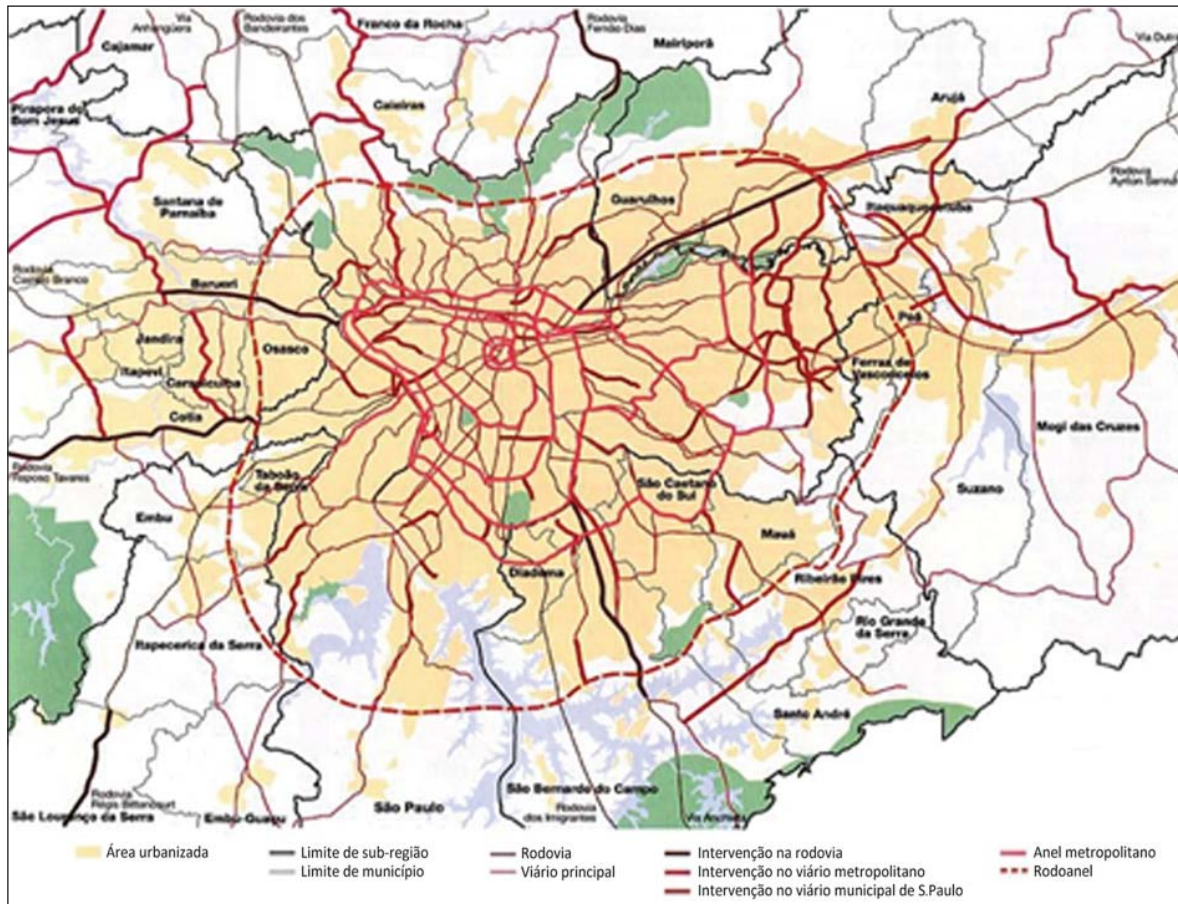 Via
Anhangüera
Rodovia dos
Bandeirantes
Franco da Rocha
Rodovia
Fernão Dias
Mairiporã
Via Dutra
Cajamar
Pirapora do
Bom Jesus
Caieiras
Arujá
Rodovia
Ayrton Senna
Santana de
Parnaíba
Guarulhos
Itaquaquecetuba
Rodovia
Castello Branco
Barueri
Jandira
Osasco
Poá
Itapevi
Carapicuíba
Ferraz de
Vasconcelos
Cotia
Mogi das Cruzes
Rodovia
Raposo Tavares
Taboão
da Serra
São Caetano
do Sul
Suzano
Embu
Mauá
Diadema
Ribeirão Pires
Itapecerica da Serra
Rio Grande
da Serra
Santo André
São Bernardo do Campo
Rodovia
Régis Bittencourt
São Paulo
Rodovia
dos Imigrantes
Via Anchieta
São Lourenço da Serra
Embu-Guaçu
Área urbanizada
Limite de sub-região
Limite de município
Rodovia
Viário principal
Intervenção na rodovia
Intervenção no viário metropolitano
Intervenção no viário municipal de S.Paulo
Anel metropolitano
Rodoanel